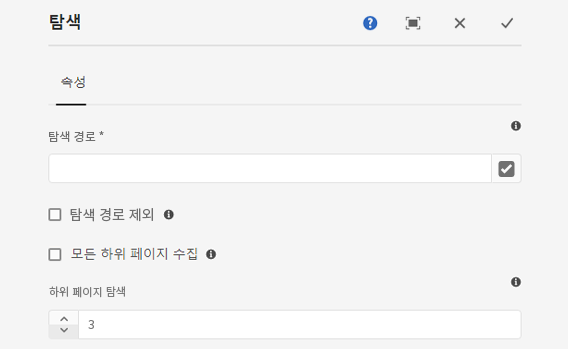 탐색
속성
탐색 경로 *
탐색 경로 제외
모든 하위 페이지 수집
하위 페이지 탐색
3